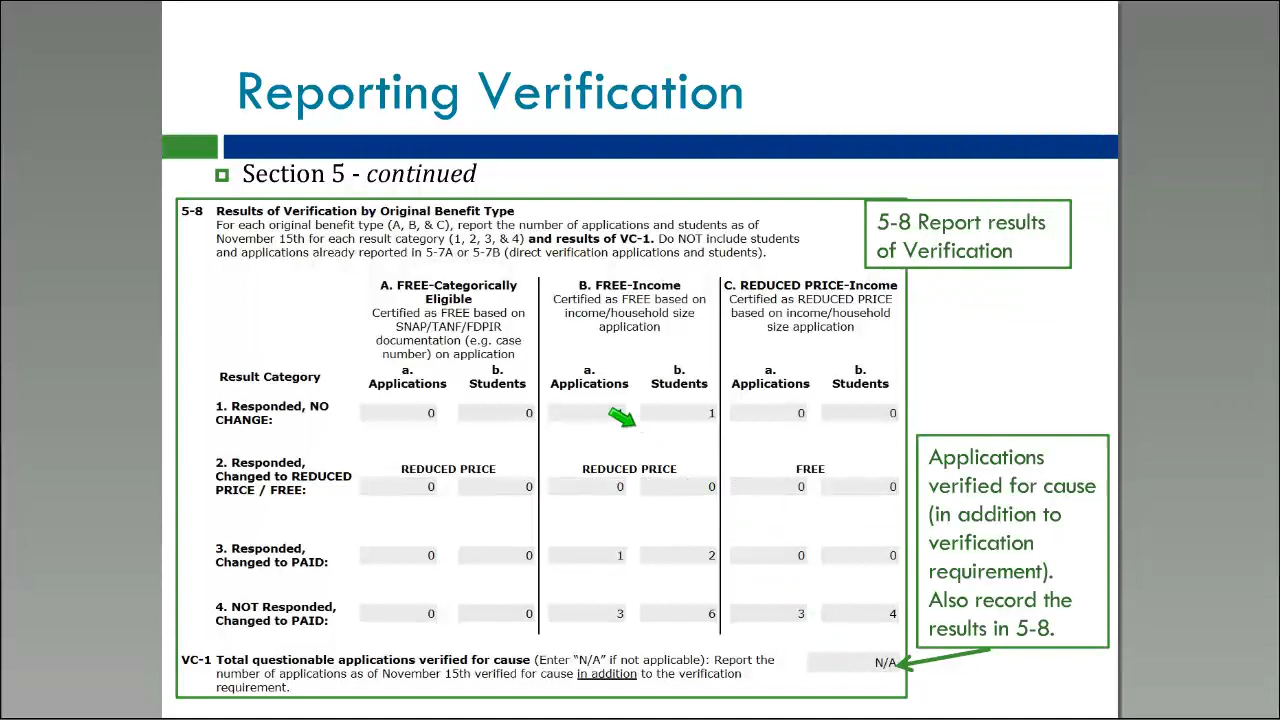 Reporting Verification
Section 5 - continued
5-8 Results of Verification by Original Benefit Type
For each original benefit type (A, B, & C), report the number of applications and students as of
November 15th for each result category (1, 2, 3, & 4) and results of VC-1. Do NOT include students
and applications already reported in 5-7A or 5-7B (direct verification applications and students).
5-8 Report results
of Verification
A. FREE-Categorically
Eligible
Certified as FREE based on
SNAP/TANF/FDPIR
documentation (e.g. case
number) on application
B. FREE-Income
Certified as FREE based on
income/household size
application
C. REDUCED PRICE-Income
Certified as REDUCED PRICE
based on income/household
size application
Result Category
a.
Applications
b.
Students
a.
Applications
b.
Students
a.
Applications
b.
Students
1. Responded, NO
CHANGE:
0 0 1 0 0
2. Responded,
Changed to REDUCED
PRICE / FREE:
REDUCED PRICE REDUCED PRICE FREE
0 0 0 0 0 0
3. Responded,
Changed to PAID:
0 0 1 2 0 0
4. NOT Responded,
Changed to PAID:
0 0 3 6 3 4
VC-1 Total questionable applications verified for cause (Enter "N/A" if not applicable): Report the
number of applications as of November 15th verified for cause in addition to the verification
requirement.
N/A
Applications
verified for cause
(in addition to
verification
requirement).
Also record the
results in 5-8.